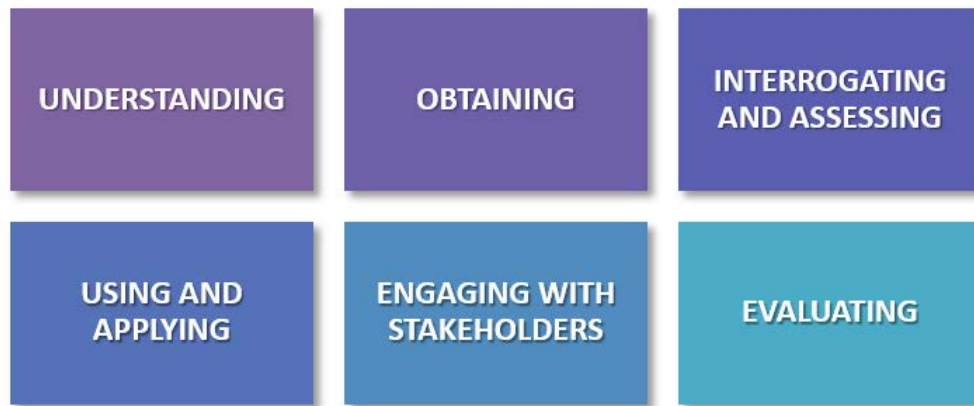 UNDERSTANDING
OBTAINING
INTERROGATING
AND ASSESSING
USING AND
APPLYING
ENGAGING WITH
STAKEHOLDERS
EVALUATING